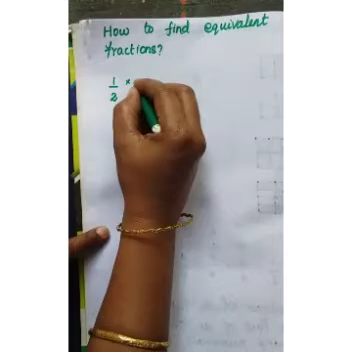 How to find equivalent
fractions?
1/2 ×